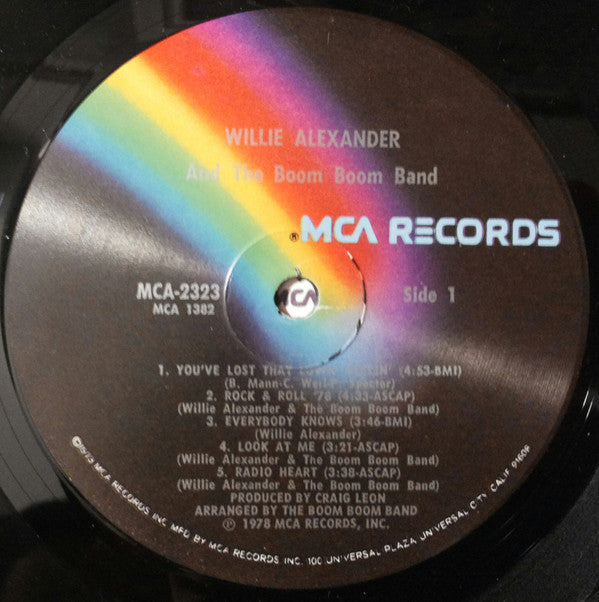 WILLIE ALEXANDER
And The Boom Boom Band
®MCA RECORDS
MCA-2323
MCA 1382
MCA
Side 1
1. YOU'VE LOST THAT (4:53-BMI)
(B. Mann-C. Spector)
2. ROCK & ROLL '78 (4:33-ASCAP)
(Willie Alexander & The Boom Boom Band)
3. EVERYBODY KNOWS (3:46-BMI)
(Willie Alexander)
4. LOOK AT ME (3:21-ASCAP)
(Willie Alexander & The Boom Boom Band)
5. RADIO HEART (3:38-ASCAP)
(Willie Alexander & The Boom Boom Band)
PRODUCED BY CRAIG LEON
ARRANGED BY THE BOOM BOOM BAND
℗ 1978 MCA RECORDS, INC.
MCA RECORDS, INC. MFD. BY MCA RECORDS, INC. 100 UNIVERSAL PLAZA, UNIVERSAL CITY, CALIF. 91608